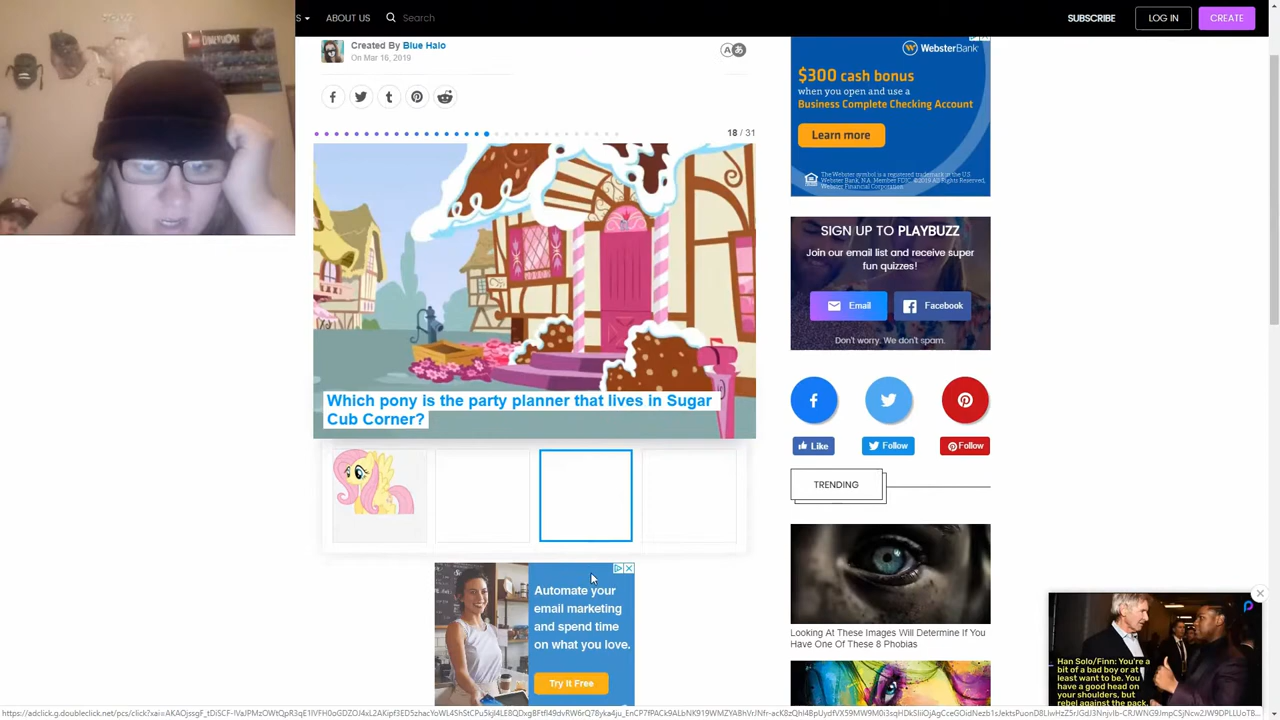 S ▾ ABOUT US Search SUBSCRIBE LOG IN CREATE
Created By Blue Halo
On Mar 16, 2019
18 / 31
Which pony is the party planner that lives in Sugar
Cub Corner?
Automate your
email marketing
and spend time
on what you love.
Try It Free
WebsterBank
$300 cash bonus
when you open and use a
Business Complete Checking Account
Learn more
SIGN UP TO PLAYBUZZ
Join our email list and receive super
fun quizzes!
Email Facebook
Don't worry. We don't spam.
Like Follow Follow
TRENDING
Looking At These Images Will Determine If You
Have One Of These 8 Phobias
Han Solo/Finn: You're a
bit of a bad boy or at
least want to be. You
have a good head on
your shoulders, but